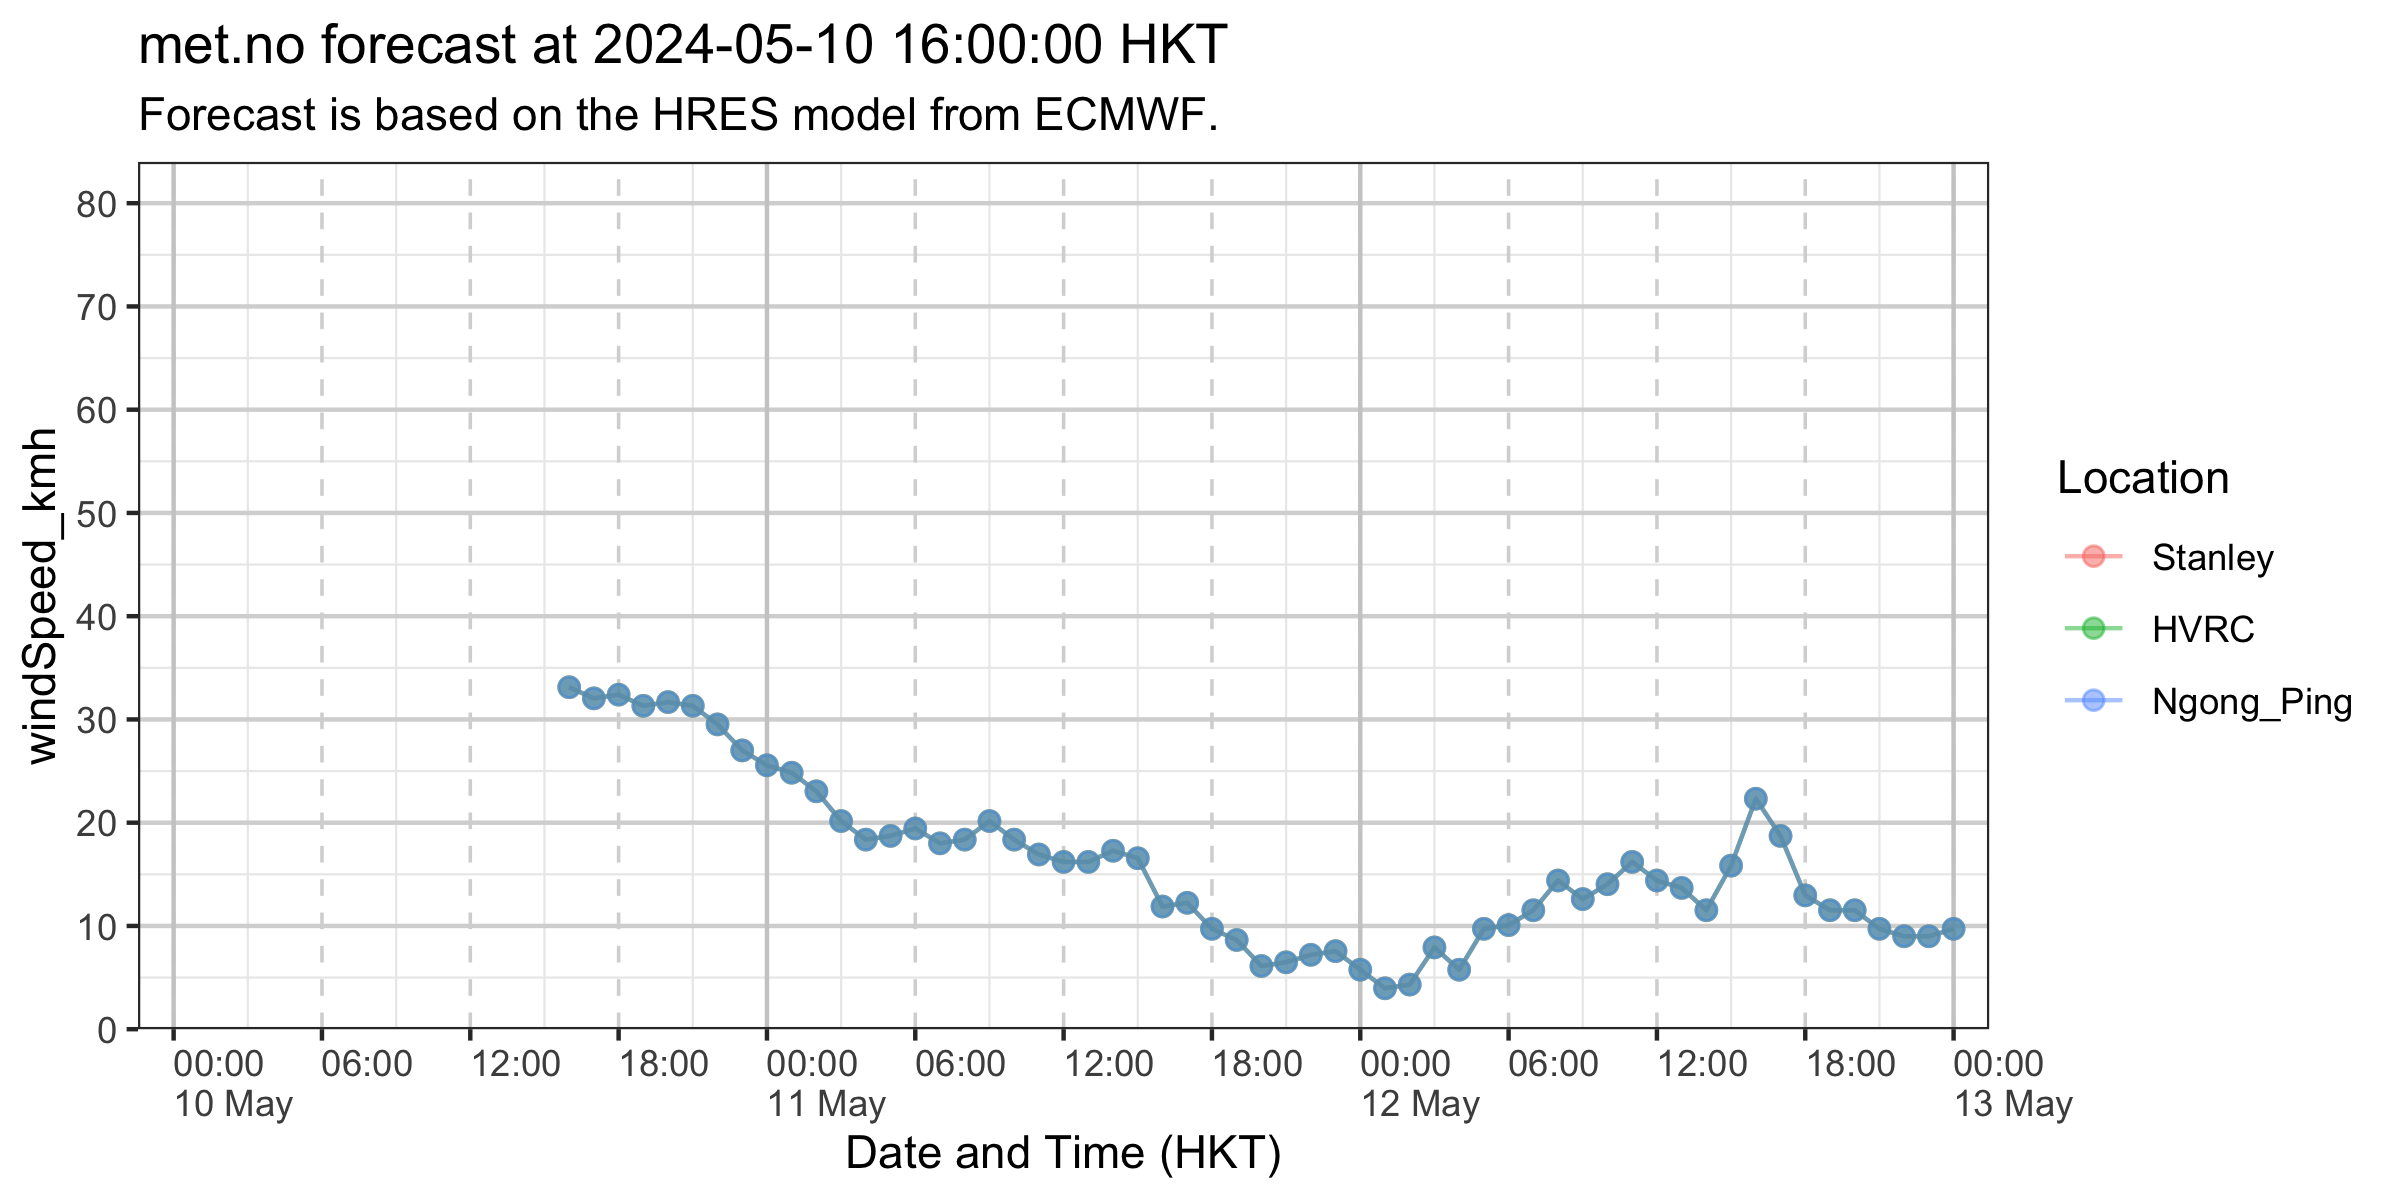 met.no forecast at 2024-05-10 16:00:00 HKT
Forecast is based on the HRES model from ECMWF.
windSpeed_kmh
80
70
60
50
40
30
20
10
0
00:00 06:00 12:00 18:00 00:00 06:00 12:00 18:00 00:00 06:00 12:00 18:00 00:00
10 May 11 May 12 May 13 May
Date and Time (HKT)
Location
Stanley
HVRC
Ngong_Ping